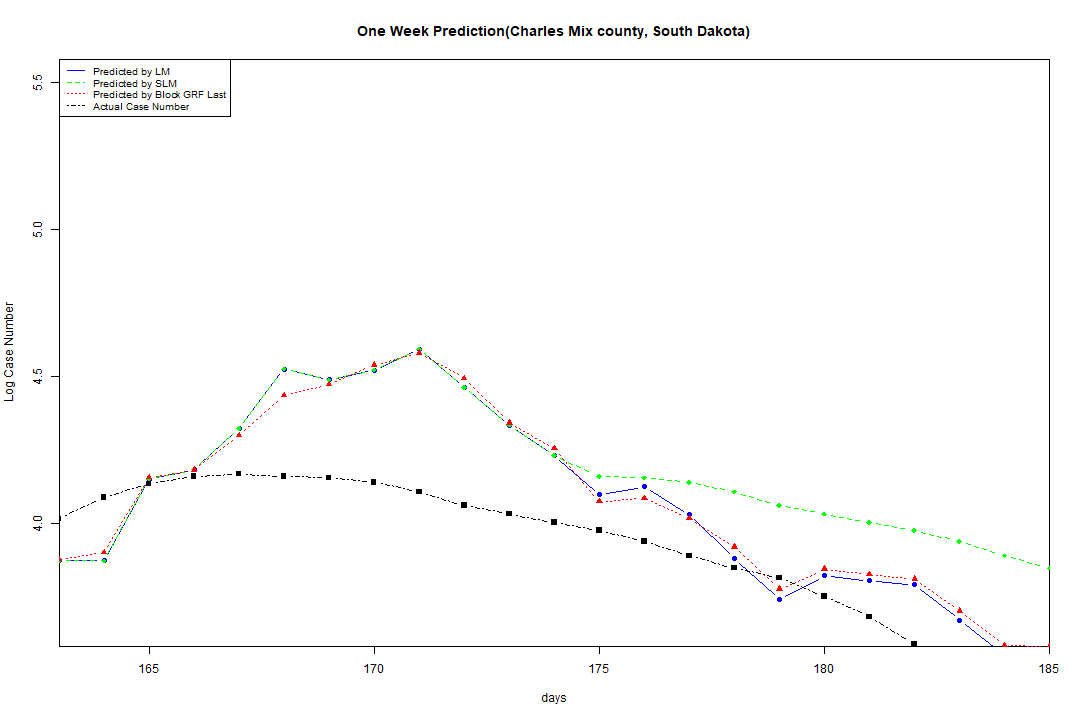 One Week Prediction(Charles Mix county, South Dakota)
Predicted by LM
Predicted by SLM
Predicted by Block GRF Last
Actual Case Number
5.5
5.0
4.5
4.0
Log Case Number
165 170 175 180 185
days